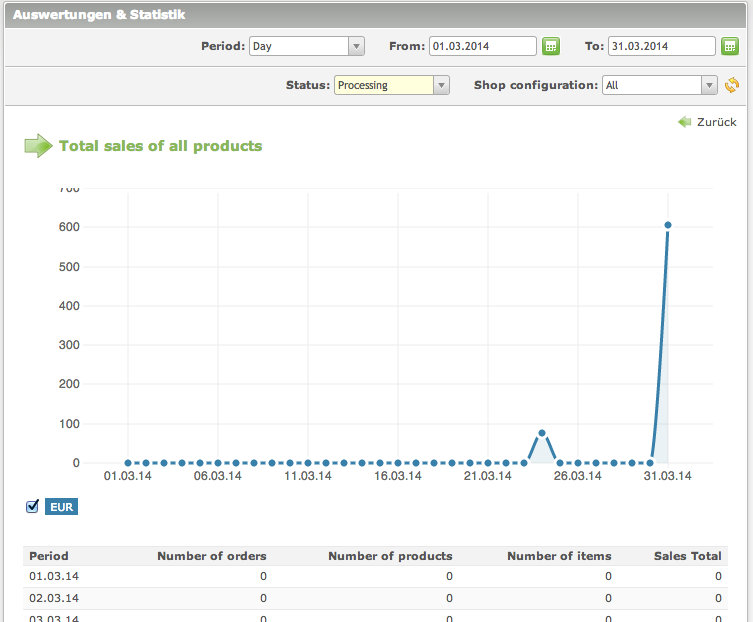 Auswertungen & Statistik
Period: Day From: 01.03.2014 To: 31.03.2014
Status: Processing Shop configuration: All
Zurück
Total sales of all products
700
600
500
400
300
200
100
0
01.03.14 06.03.14 11.03.14 16.03.14 21.03.14 26.03.14 31.03.14
EUR
Period Number of orders Number of products Number of items Sales Total
01.03.14 0 0 0 0
02.03.14 0 0 0 0
03.03.14 0 0 0 0